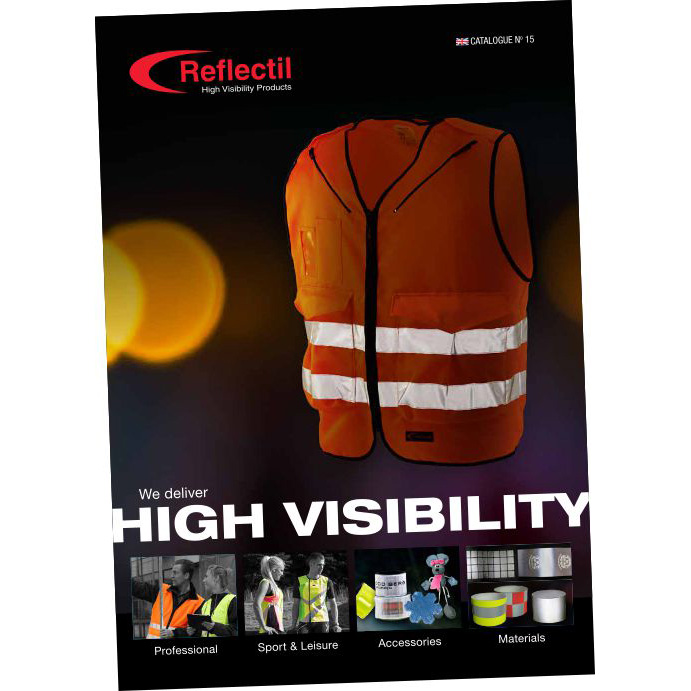 CATALOGUE Nº 15
Reflectil
High Visibility Products
We deliver
HIGH VISIBILITY
Professional
Sport & Leisure
Accessories
Materials